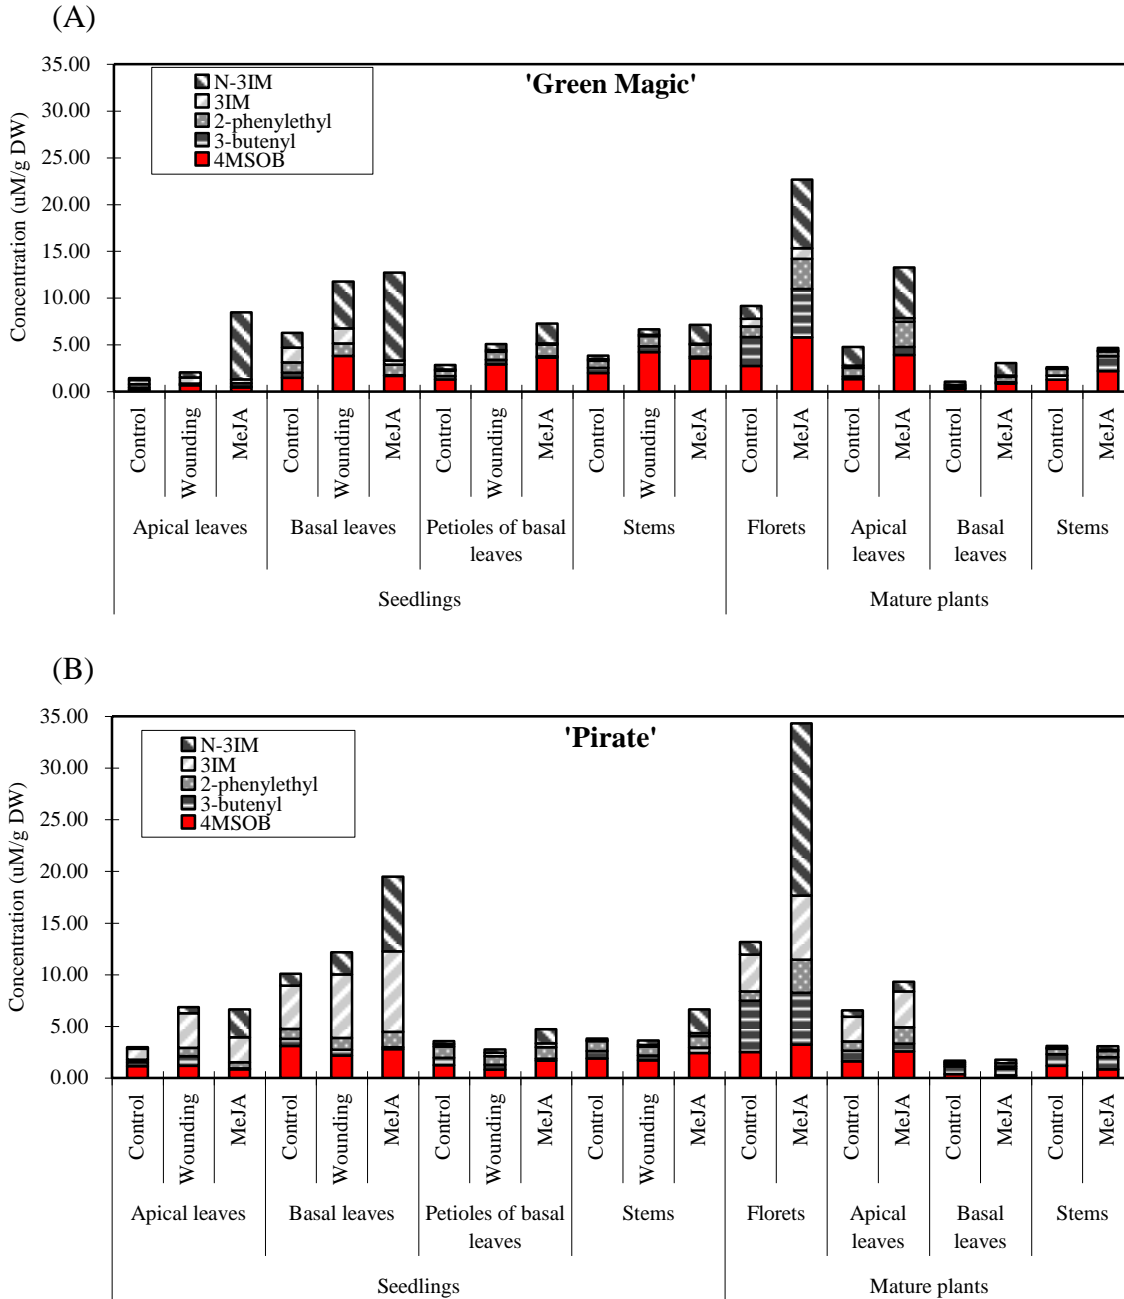 (A)
'Green Magic'
N-3IM
3IM
2-phenylethyl
3-butenyl
4MSOB
Concentration (uM/g DW)
35.00
30.00
25.00
20.00
15.00
10.00
5.00
0.00
Control
Wounding
MeJA
Control
Wounding
MeJA
Control
Wounding
MeJA
Control
Wounding
MeJA
Control
MeJA
Control
MeJA
Control
MeJA
Control
MeJA
Apical leaves
Basal leaves
Petioles of basal
leaves
Stems
Florets
Apical
leaves
Basal
leaves
Stems
Seedlings
Mature plants
(B)
'Pirate'
N-3IM
3IM
2-phenylethyl
3-butenyl
4MSOB
Concentration (uM/g DW)
35.00
30.00
25.00
20.00
15.00
10.00
5.00
0.00
Control
Wounding
MeJA
Control
Wounding
MeJA
Control
Wounding
MeJA
Control
Wounding
MeJA
Control
MeJA
Control
MeJA
Control
MeJA
Control
MeJA
Apical leaves
Basal leaves
Petioles of basal
leaves
Stems
Florets
Apical
leaves
Basal
leaves
Stems
Seedlings
Mature plants